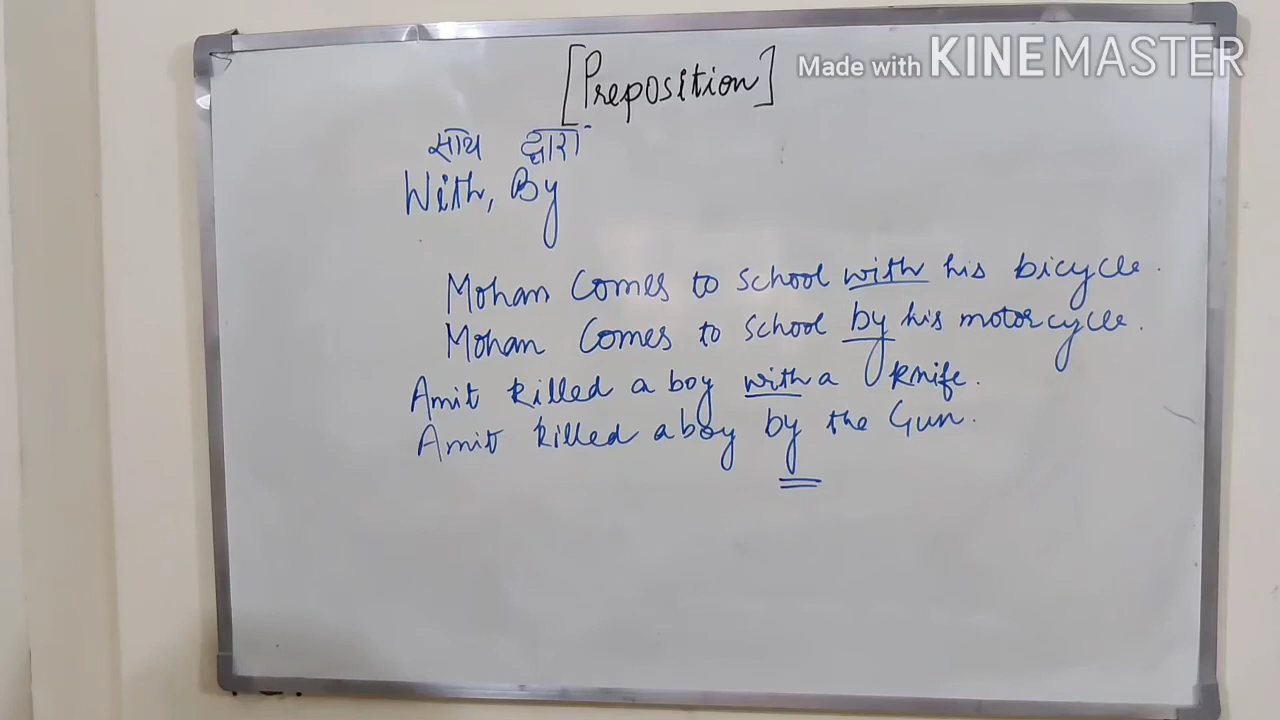 [Preposition]
Made with KINEMASTER
साथ द्वारा
With, By
Mohan Comes to School with his bicycle.
Mohan Comes to School by his motorcycle.
Amit killed a boy with a knife.
Amit killed a boy by the Gun.